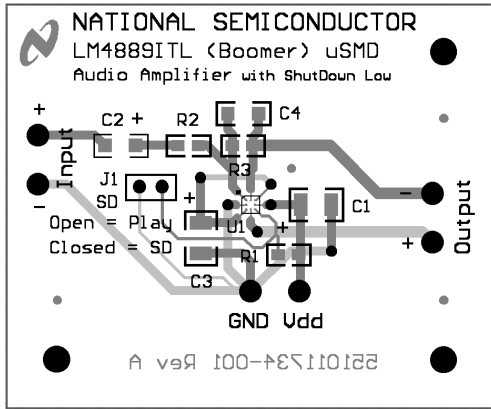 NATIONAL SEMICONDUCTOR
LM4889ITL (Boomer) uSMD
Audio Amplifier with ShutDown Low
C4
+
C2 +
R2
Input
R3
-
J1
SD
+
C1
-
Open = Play
U1
+
Closed = SD
R1
+
Output
C3
GND Vdd
551011734-001 Rev A